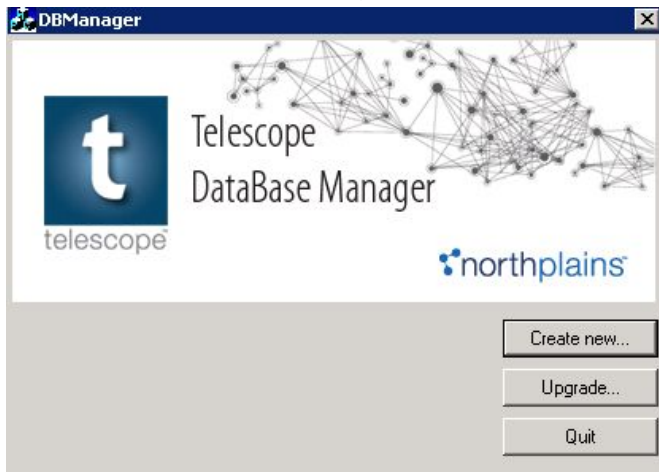 DBManager
t
Telescope
DataBase Manager
telescope
northplains
Create new...
Upgrade...
Quit